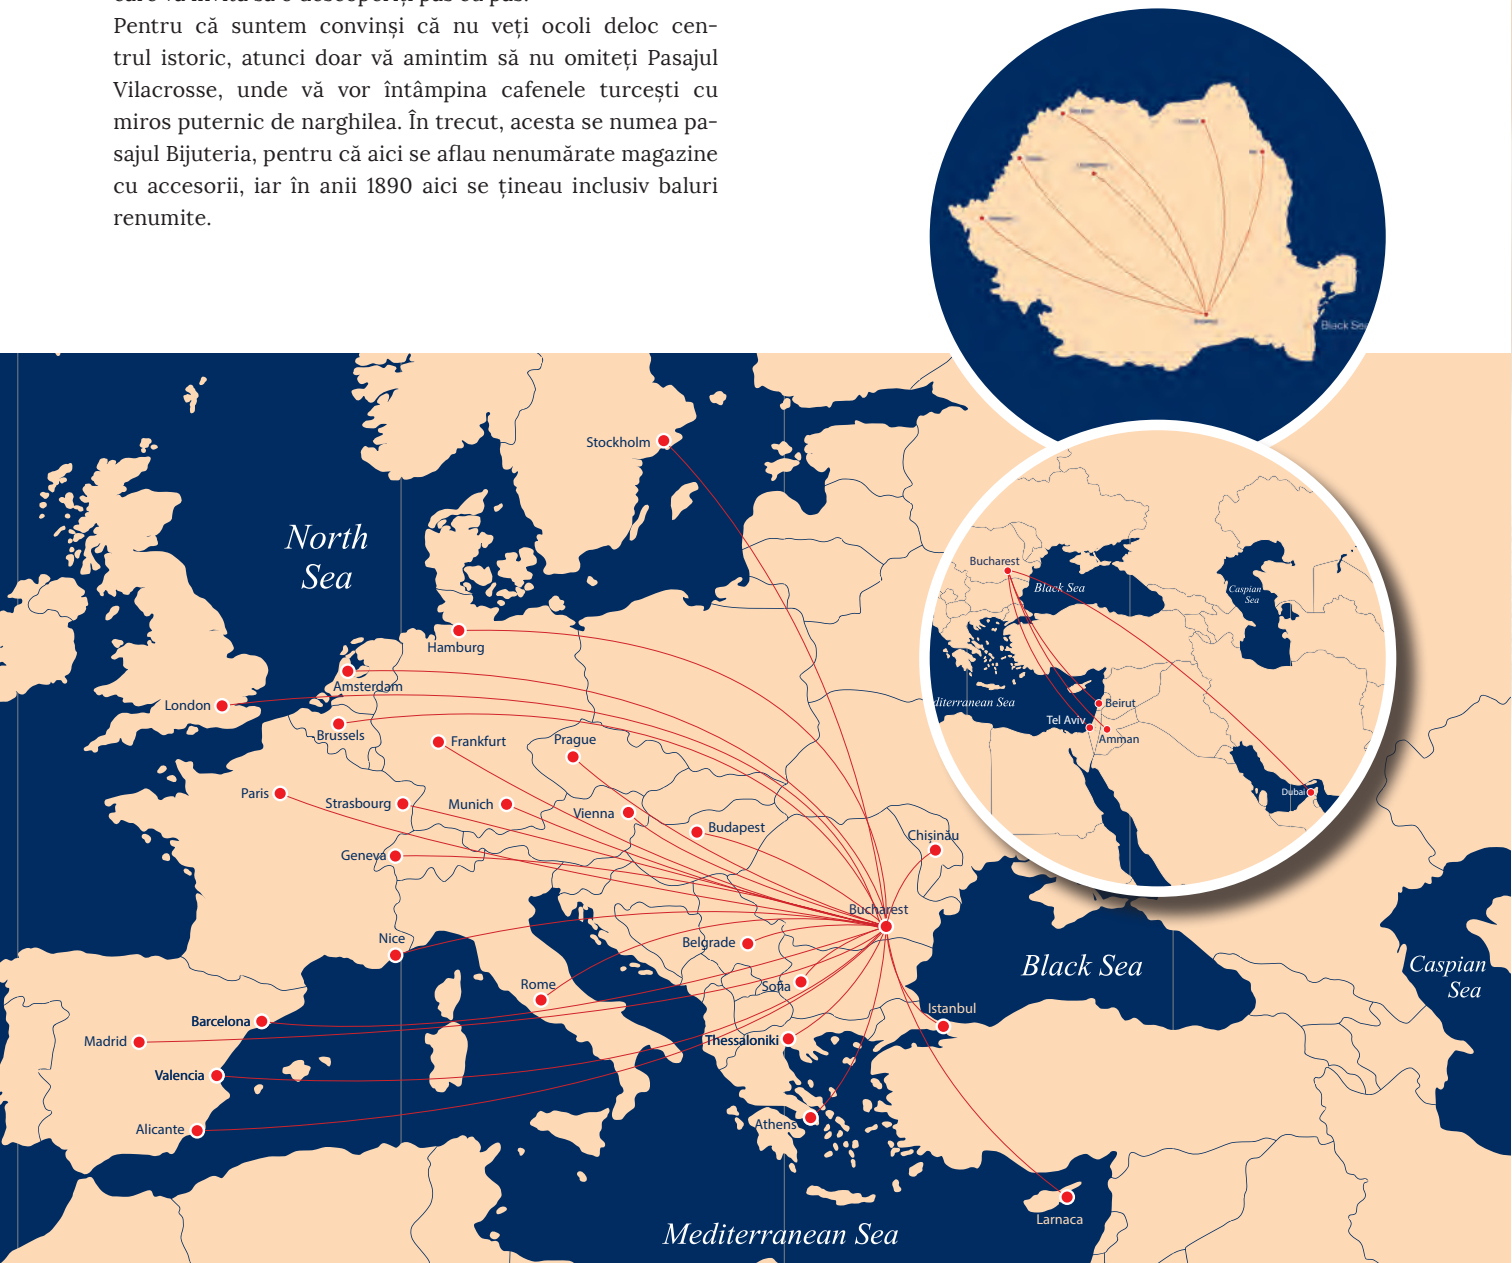 Pentru că suntem convinși că nu veți ocoli deloc cen-
trul istoric, atunci doar vă amintim să nu omiteți Pasajul
Vilacrosse, unde vă vor întâmpina cafenele turcești cu
miros puternic de narghilea. În trecut, acesta se numea pa-
sajul Bijuteria, pentru că aici se aflau nenumărate magazine
cu accesorii, iar în anii 1890 aici se țineau inclusiv baluri
renumite.
Black Sea
Stockholm
North
Sea
Hamburg
Amsterdam
London
Brussels
Frankfurt
Prague
Paris
Strasbourg
Munich
Vienna
Budapest
Geneva
Chișinău
Bucharest
Nice
Belgrade
Rome
Sofia
Barcelona
Madrid
Thessaloniki
Istanbul
Valencia
Alicante
Athens
Larnaca
Black Sea
Caspian
Sea
Mediterranean Sea
Bucharest
Black Sea
Caspian
Sea
diterranean Sea
Beirut
Tel Aviv
Amman
Dubai